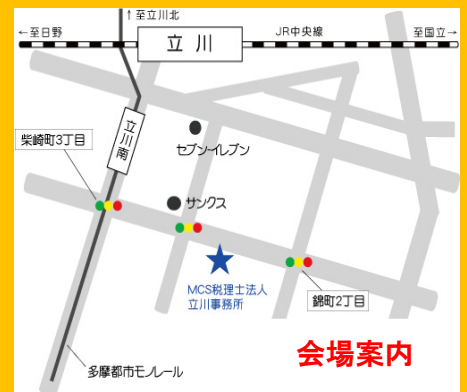 ↑至立川北
←至日野
立川
JR中央線
至国立→
柴崎町3丁目
立川南
セブン-イレブン
サンクス
MCS税理士法人
立川事務所
錦町2丁目
会場案内
多摩都市モノレール